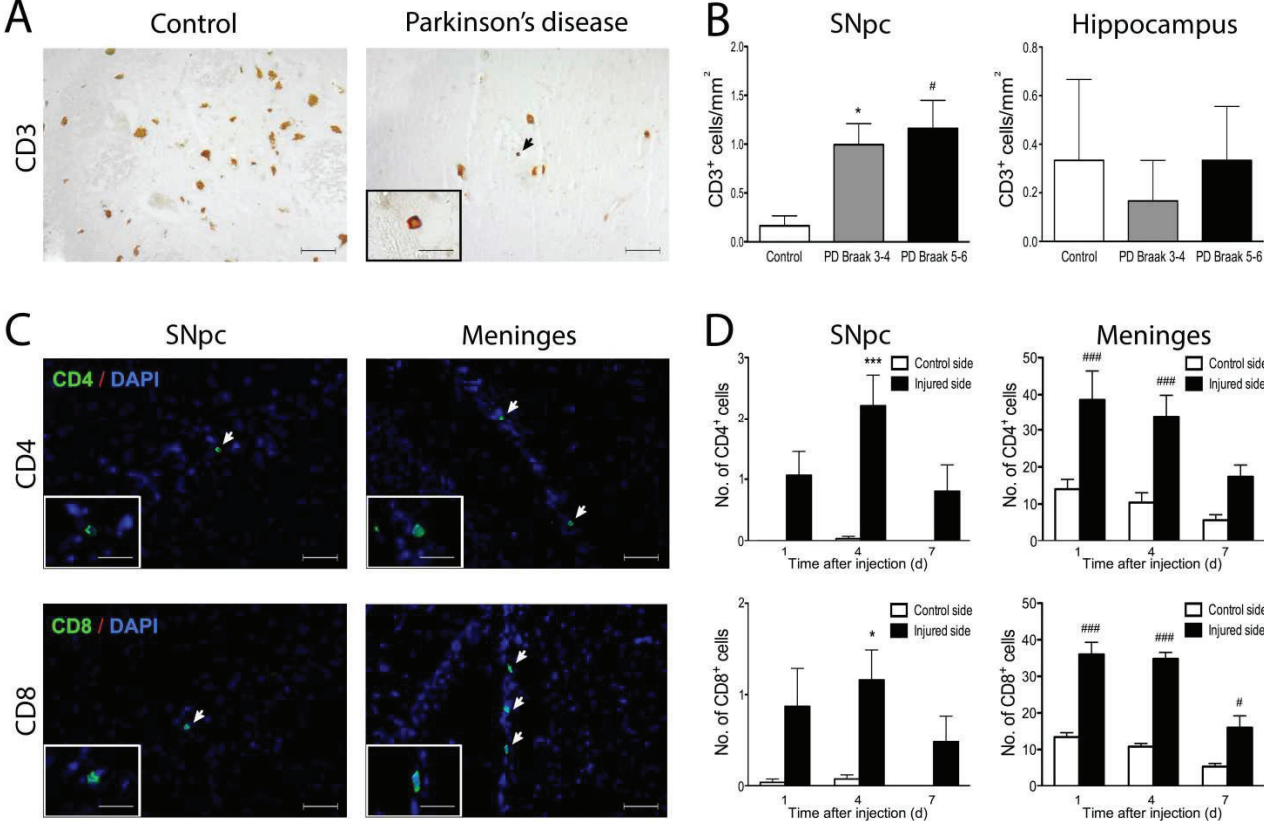 A
Control
Parkinson's disease
CD3
B
SNpc
Hippocampus
CD3+ cells/mm²
2.0
1.5
1.0
0.5
0.0
*
#
Control
PD Braak 3-4
PD Braak 5-6
CD3+ cells/mm²
0.8
0.6
0.4
0.2
0.0
Control
PD Braak 3-4
PD Braak 5-6
C
SNpc
Meninges
CD4
CD4 / DAPI
CD8
CD8 / DAPI
D
SNpc
Meninges
No. of CD4+ cells
3
2
1
0
***
Control side
Injured side
1
4
7
Time after injection (d)
No. of CD4+ cells
50
40
30
20
10
0
###
###
Control side
Injured side
1
4
7
Time after injection (d)
No. of CD8+ cells
2
1
0
*
Control side
Injured side
1
4
7
Time after injection (d)
No. of CD8+ cells
50
40
30
20
10
0
###
###
#
Control side
Injured side
1
4
7
Time after injection (d)